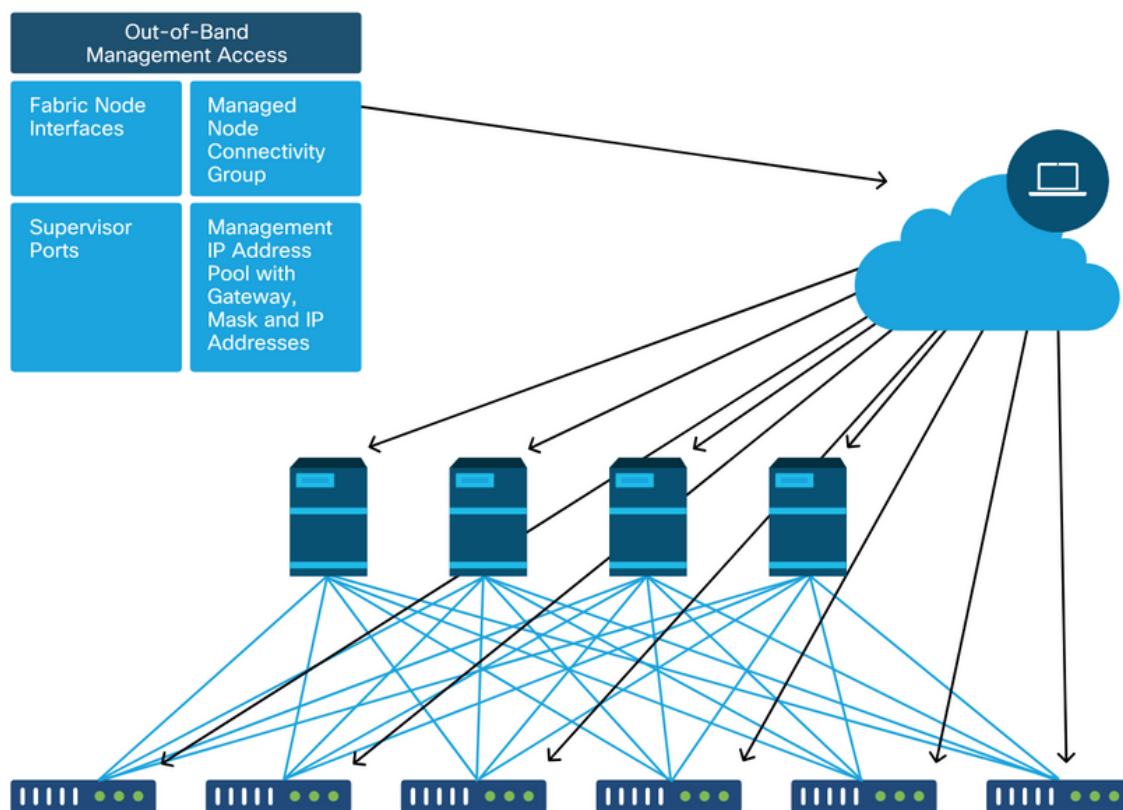 Out-of-Band
Management Access
Fabric Node
Interfaces
Managed
Node
Connectivity
Group
Supervisor
Ports
Management
IP Address
Pool with
Gateway,
Mask and IP
Addresses